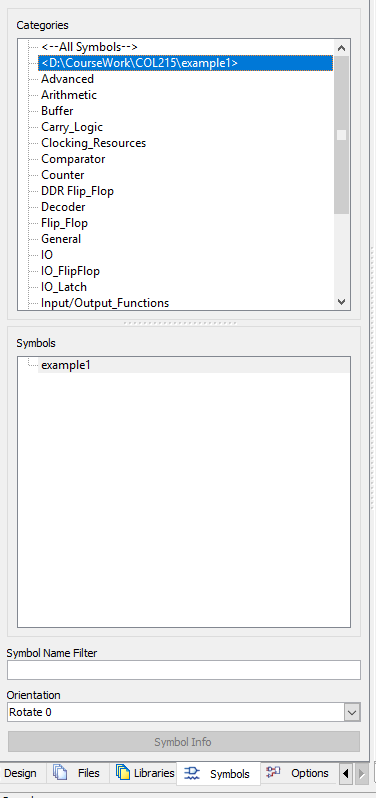 Categories
<--All Symbols-->
<D:\CourseWork\COL215\example1>
Advanced
Arithmetic
Buffer
Carry_Logic
Clocking_Resources
Comparator
Counter
DDR Flip_Flop
Decoder
Flip_Flop
General
IO
IO_FlipFlop
IO_Latch
Input/Output_Functions
Symbols
example1
Symbol Name Filter
Orientation
Rotate 0
Symbol Info
Design Files Libraries Symbols Options